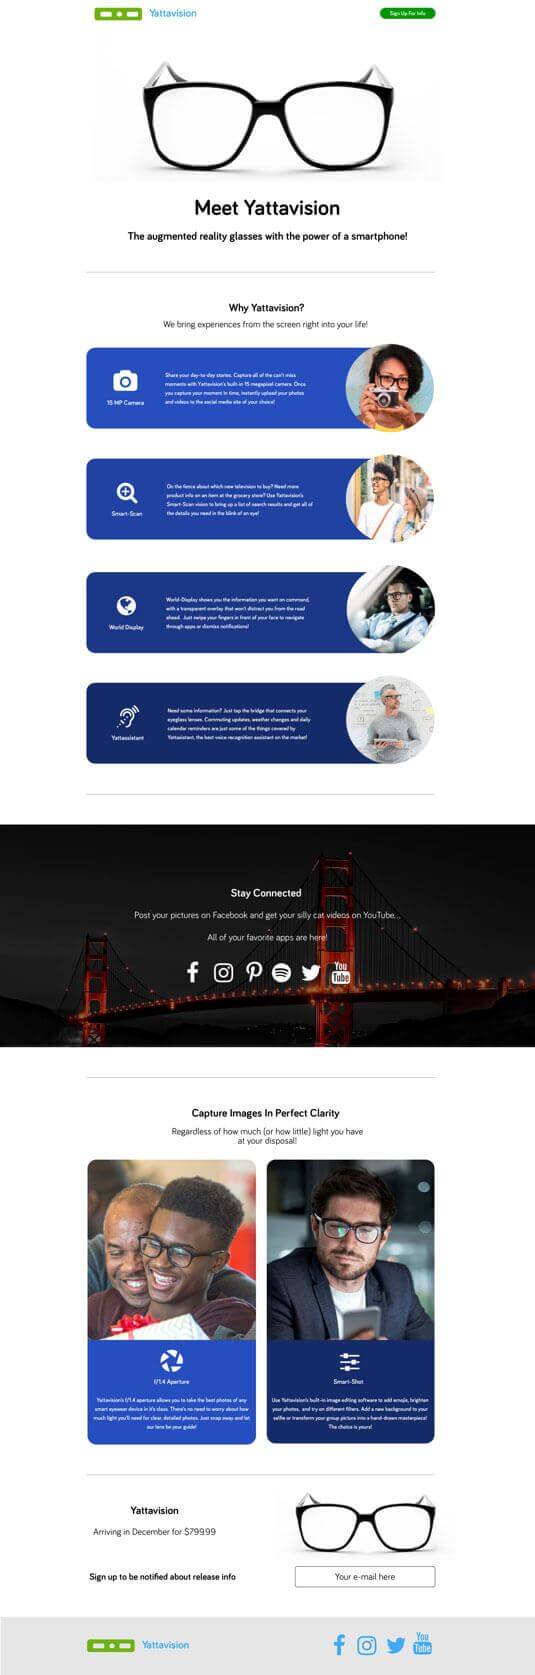 Yattavision
Sign Up For Info
Meet Yattavision
The augmented reality glasses with the power of a smartphone!
Why Yattavision?
We bring experiences from the screen right into your life!
15 MP Camera
Share your day-to-day stories. Capture all of the can't miss
moments with Yattavision's built-in 15 megapixel camera. Once
you capture your moment in time, instantly upload your photos
and videos to the social media site of your choice!
Smart-Scan
On the fence about which new television to buy? Need more
product info on an item at the grocery store? Use Yattavision's
Smart-Scan vision to bring up a list of search results and get all of
the details you need in the blink of an eye!
World Display
World-Display shows you the information you want on command,
with a transparent overlay that won't distract you from the road
ahead. Just swipe your fingers in front of your face to navigate
through apps or dismiss notifications!
Yattassistant
Need some information? Just tap the bridge that connects your
eyeglass lenses. Commuting updates, weather changes and daily
calendar reminders are just some of the things covered by
Yattasistant, the best voice recognition assistant on the market!
Stay Connected
Post your pictures on Facebook and get your silly cat videos on YouTube...
All of your favorite apps are here!
You
Tube
Capture Images In Perfect Clarity
Regardless of how much (or how little) light you have
at your disposal!
f/1.4 Aperture
Yattavision's f/1.4 aperture allows you to take the best photos of any
smart eyewear device in it's class. There's no need to worry about how
much light you'll need for clear, detailed photos. Just snap away and let
our lens be your guide!
Smart-Shot
Use Yattavision's built-in image editing software to add emojis, brighten
your photos, and try on different filters. Add a new background to your
selfie or transform your group picture into a hand-drawn masterpiece!
The choice is yours!
Yattavision
Arriving in December for $799.99
Sign up to be notified about release info
Your e-mail here
Yattavision
You
Tube